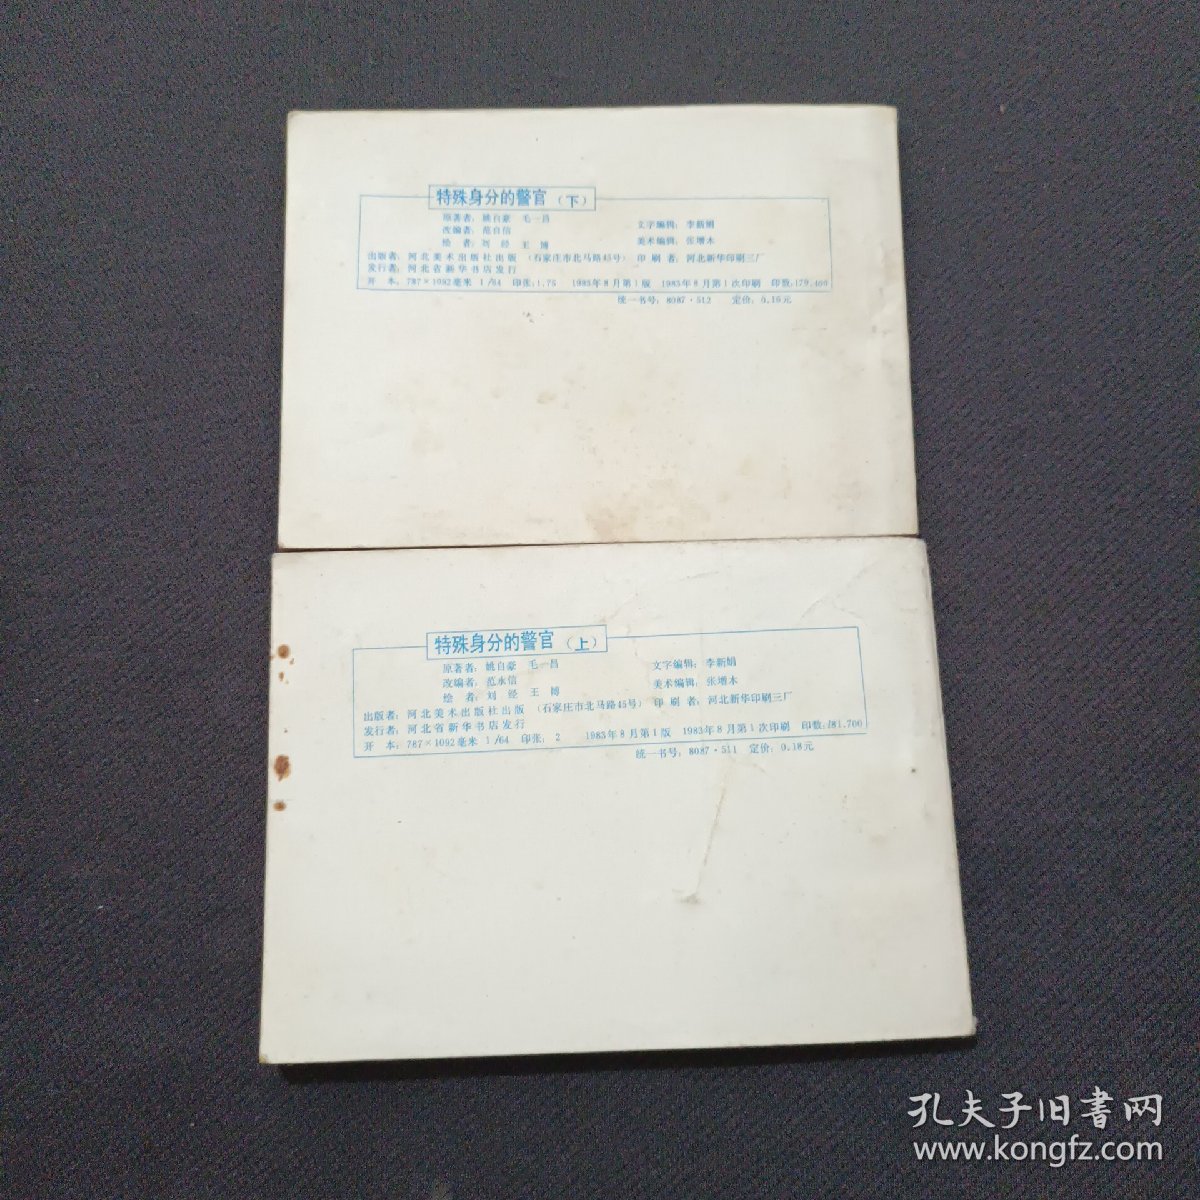 特殊身分的警官（下）
原著者：姚自豪 毛一昌 文字编辑：李新娟
改编者：范自信 美术编辑：张增木
绘 者：刘 经 王 博
出版者：河北美术出版社出版 （石家庄市北马路45号） 印刷者：河北新华印刷三厂
发行者：河北省新华书店发行
开 本：787×1092毫米 1/64 印张：1.75 1983年8月第1版 1983年8月第1次印刷 印数：179,400
统一书号：8087·512 定价：0.16元
特殊身分的警官（上）
原著者：姚自豪 毛一昌 文字编辑：李新娟
改编者：范永信 美术编辑：张增木
绘 者：刘 经 王 博
出版者：河北美术出版社出版 （石家庄市北马路45号） 印刷者：河北新华印刷三厂
发行者：河北省新华书店发行
开 本：787×1092毫米 1/64 印张：2 1983年8月第1版 1983年8月第1次印刷 印数：181,700
统一书号：8087·511 定价：0.18元
孔夫子旧書网
www.kongfz.com